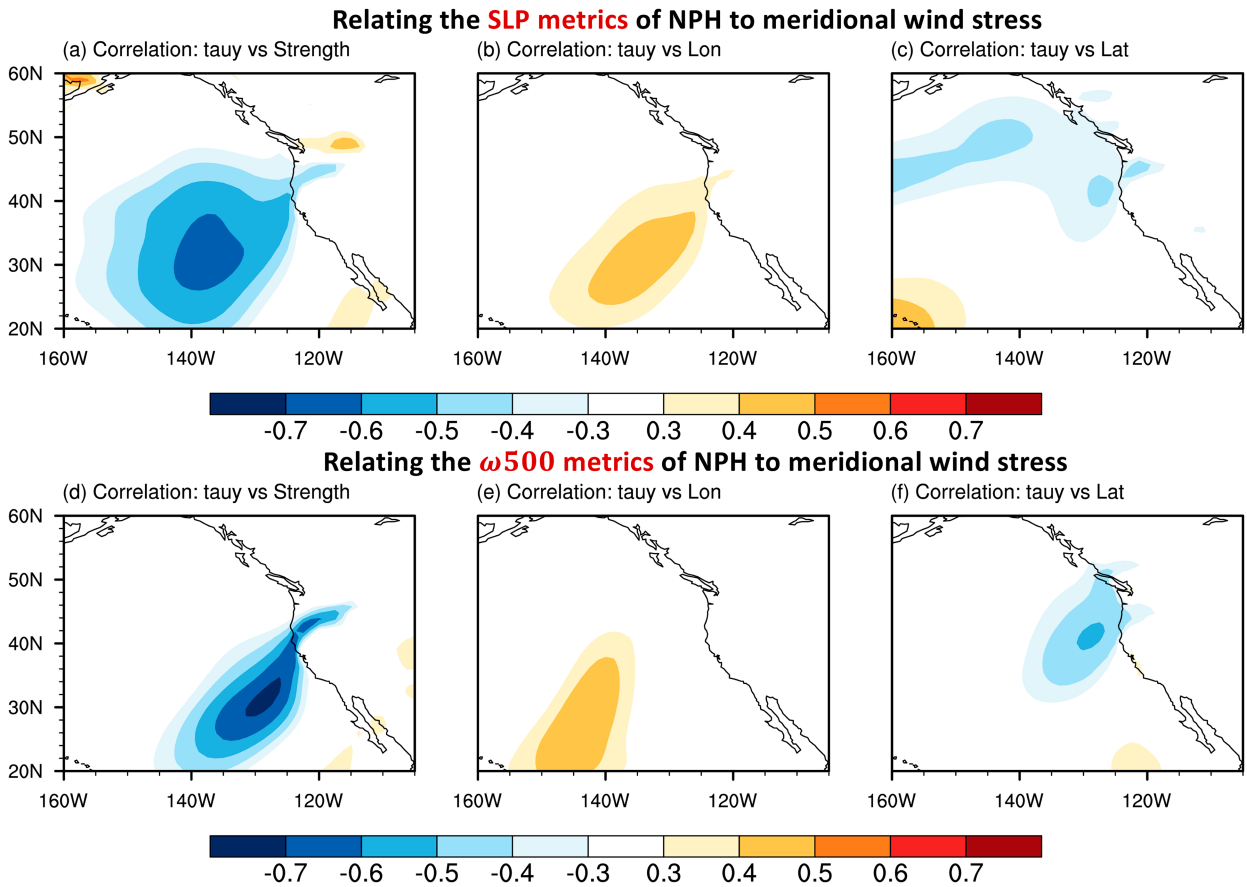 Relating the SLP metrics of NPH to meridional wind stress
(a) Correlation: tauy vs Strength
(b) Correlation: tauy vs Lon
(c) Correlation: tauy vs Lat
60N
50N
40N
30N
20N
160W 140W 120W
160W 140W 120W
160W 140W 120W
-0.7 -0.6 -0.5 -0.4 -0.3 0.3 0.4 0.5 0.6 0.7
Relating the ω500 metrics of NPH to meridional wind stress
(d) Correlation: tauy vs Strength
(e) Correlation: tauy vs Lon
(f) Correlation: tauy vs Lat
60N
50N
40N
30N
20N
160W 140W 120W
160W 140W 120W
160W 140W 120W
-0.7 -0.6 -0.5 -0.4 -0.3 0.3 0.4 0.5 0.6 0.7